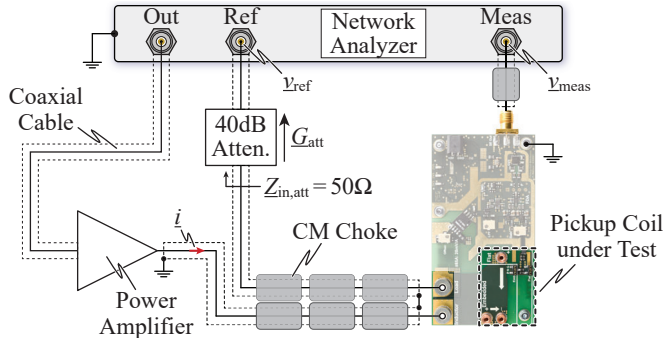 Out
Ref
Meas
Network
Analyzer
v_ref
v_meas
Coaxial
Cable
40dB
Atten.
G_att
Z_in,att = 50Ω
i
CM Choke
Pickup Coil
under Test
Power
Amplifier